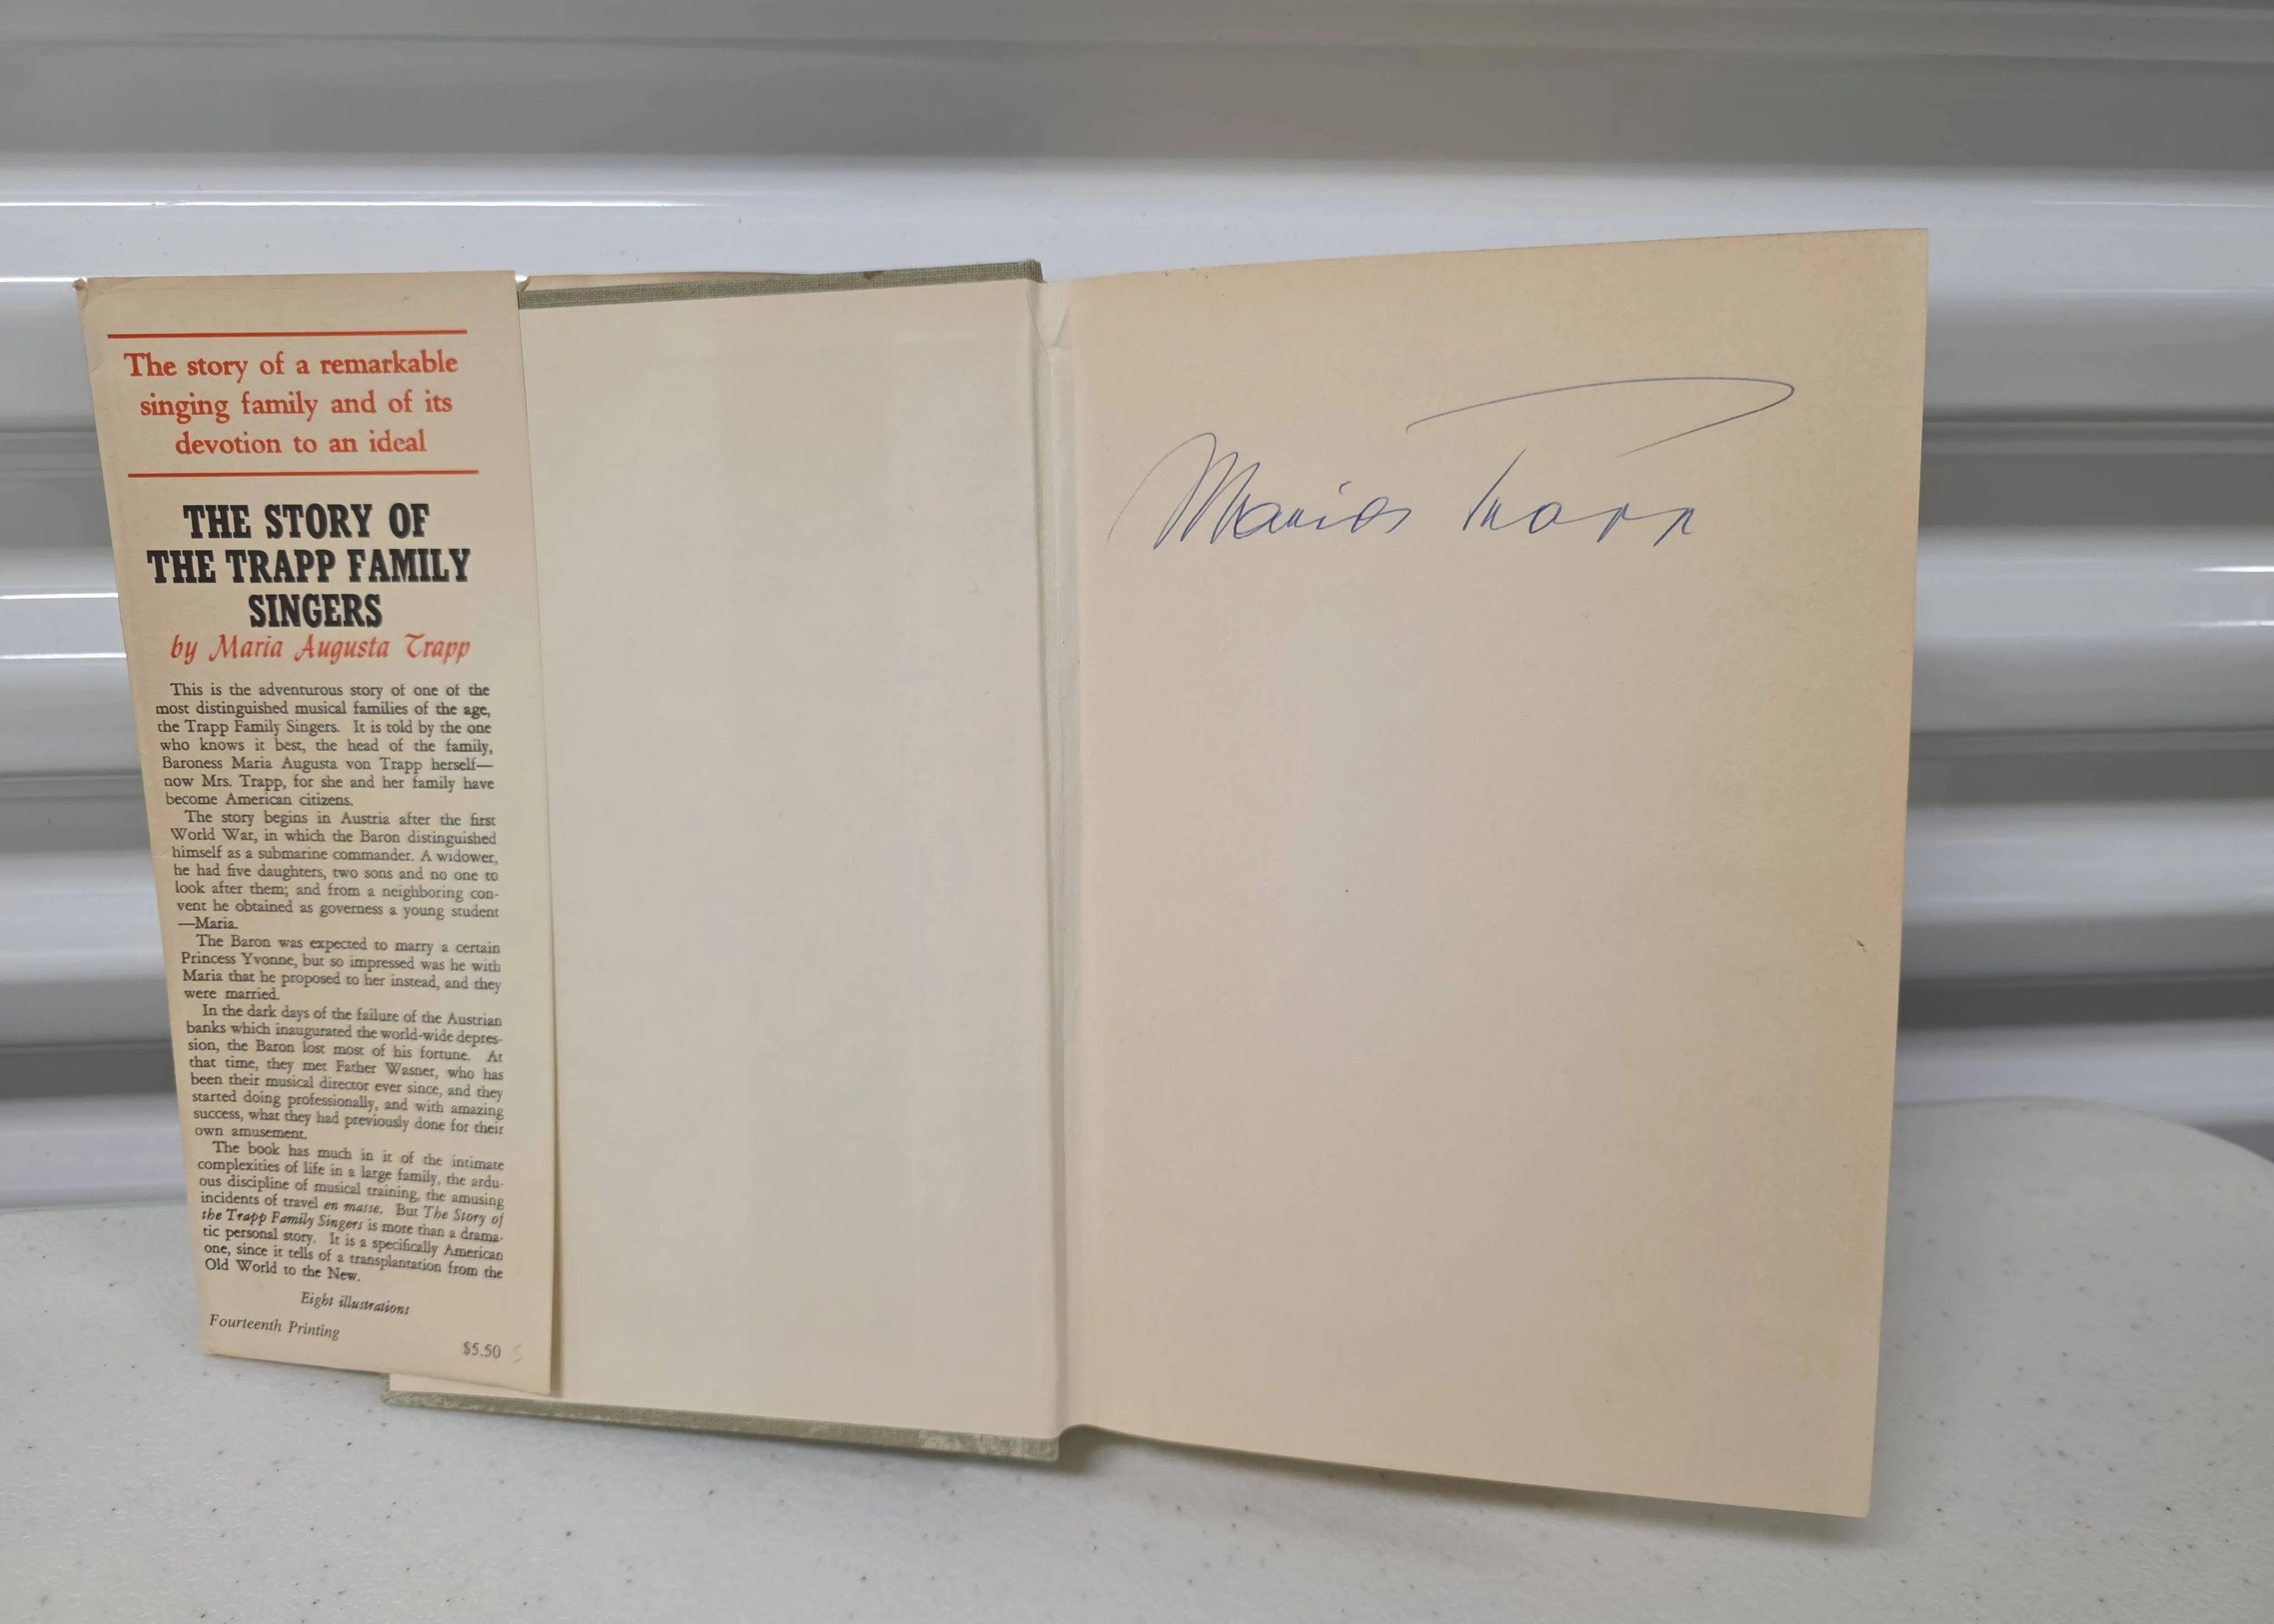 The story of a remarkable
singing family and of its
devotion to an ideal
THE STORY OF
THE TRAPP FAMILY
SINGERS
by Maria Augusta Trapp
This is the adventurous story of one of the
most distinguished musical families of the age,
the Trapp Family Singers. It is told by the one
who knows it best, the head of the family,
Baroness Maria Augusta von Trapp herself—
now Mrs. Trapp, for she and her family have
become American citizens.
The story begins in Austria after the first
World War, in which the Baron distinguished
himself as a submarine commander. A widower,
he had five daughters, two sons and no one to
look after them; and from a neighboring con-
vent he obtained as governess a young student
—Maria.
The Baron was expected to marry a certain
Princess Yvonne, but so impressed was he with
Maria that he proposed to her instead, and they
were married.
In the dark days of the failure of the Austrian
banks which inaugurated the world-wide depres-
sion, the Baron lost most of his fortune. At
that time, they met Father Wasner, who has
been their musical director ever since, and they
started doing professionally, and with amazing
success, what they had previously done for their
own amusement.
The book has much in it of the intimate
complexities of life in a large family, the ardu-
ous discipline of musical training, the amusing
incidents of travel en masse. But The Story of
the Trapp Family Singers is more than a drama-
tic personal story. It is a specifically American
one, since it tells of a transplantation from the
Old World to the New.
Eight illustrations
Fourteenth Printing
$5.50
Maria Trapp